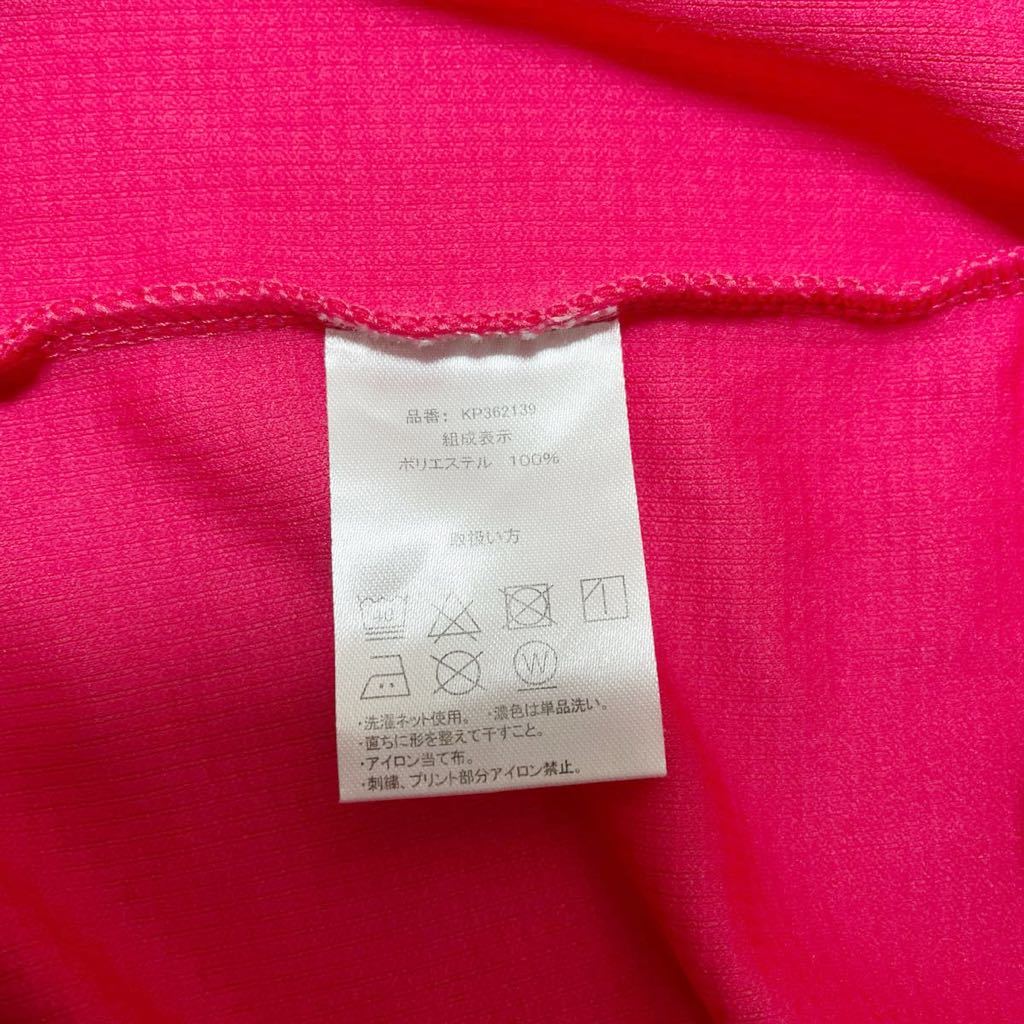 品番: KP362139
組成表示
ポリエステル 100%
取扱い方
40
W
・洗濯ネット使用。 ・濃色は単品洗い。
・直ちに形を整えて干すこと。
・アイロン当て布。
・刺繍、プリント部分アイロン禁止。